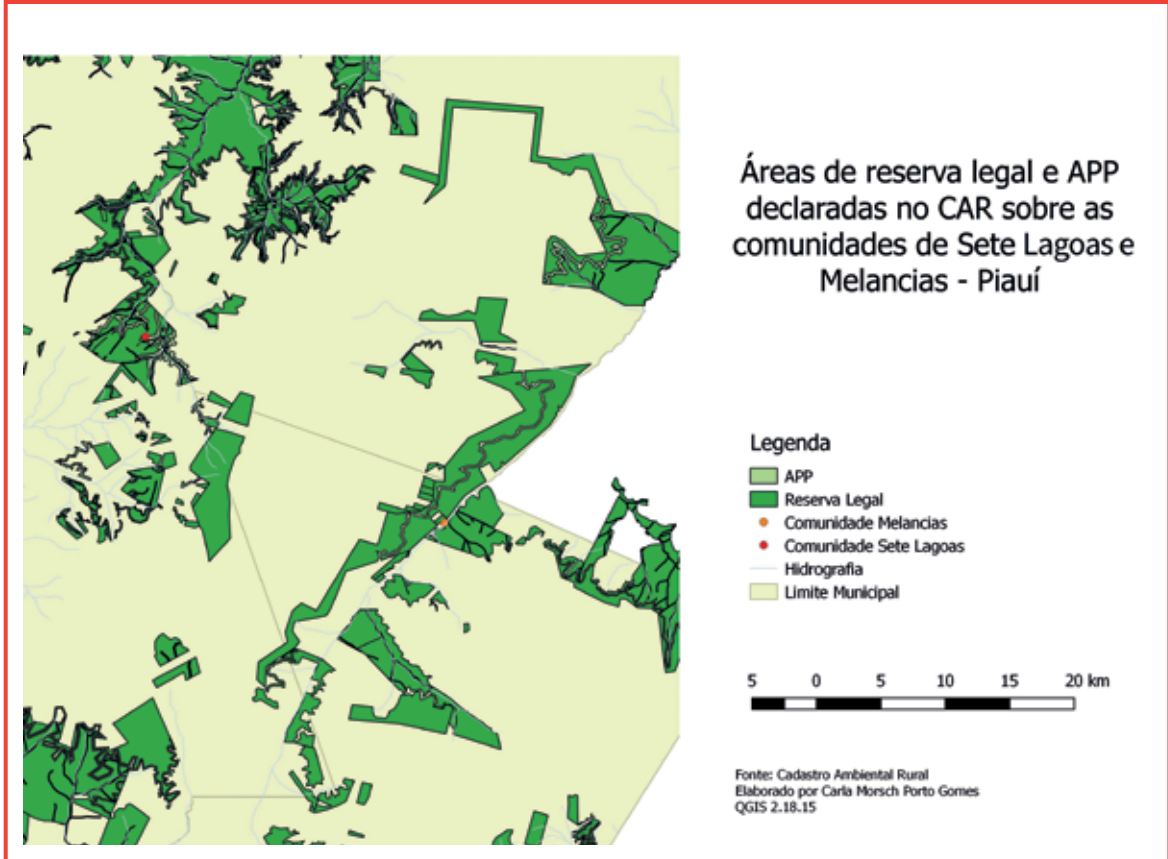 Áreas de reserva legal e APP
declaradas no CAR sobre as
comunidades de Sete Lagoas e
Melancias - Piauí
Legenda
APP
Reserva Legal
Comunidade Melancias
Comunidade Sete Lagoas
Hidrografia
Limite Municipal
5 0 5 10 15 20 km
Fonte: Cadastro Ambiental Rural
Elaborado por Carla Morsch Porto Gomes
QGIS 2.18.15